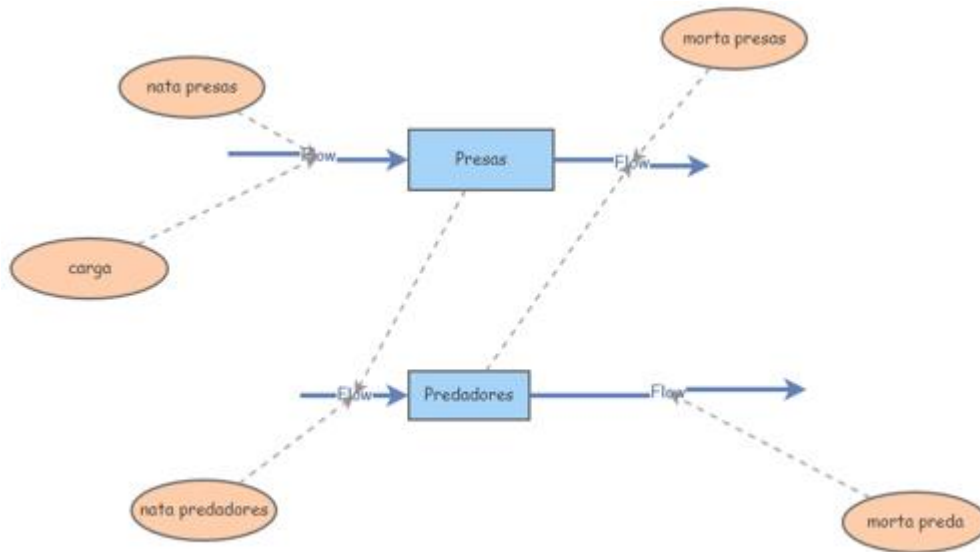 morta presas
nata presas
Flow
Presas
Flow
carga
Flow
Predadores
Flow
nata predadores
morta preda